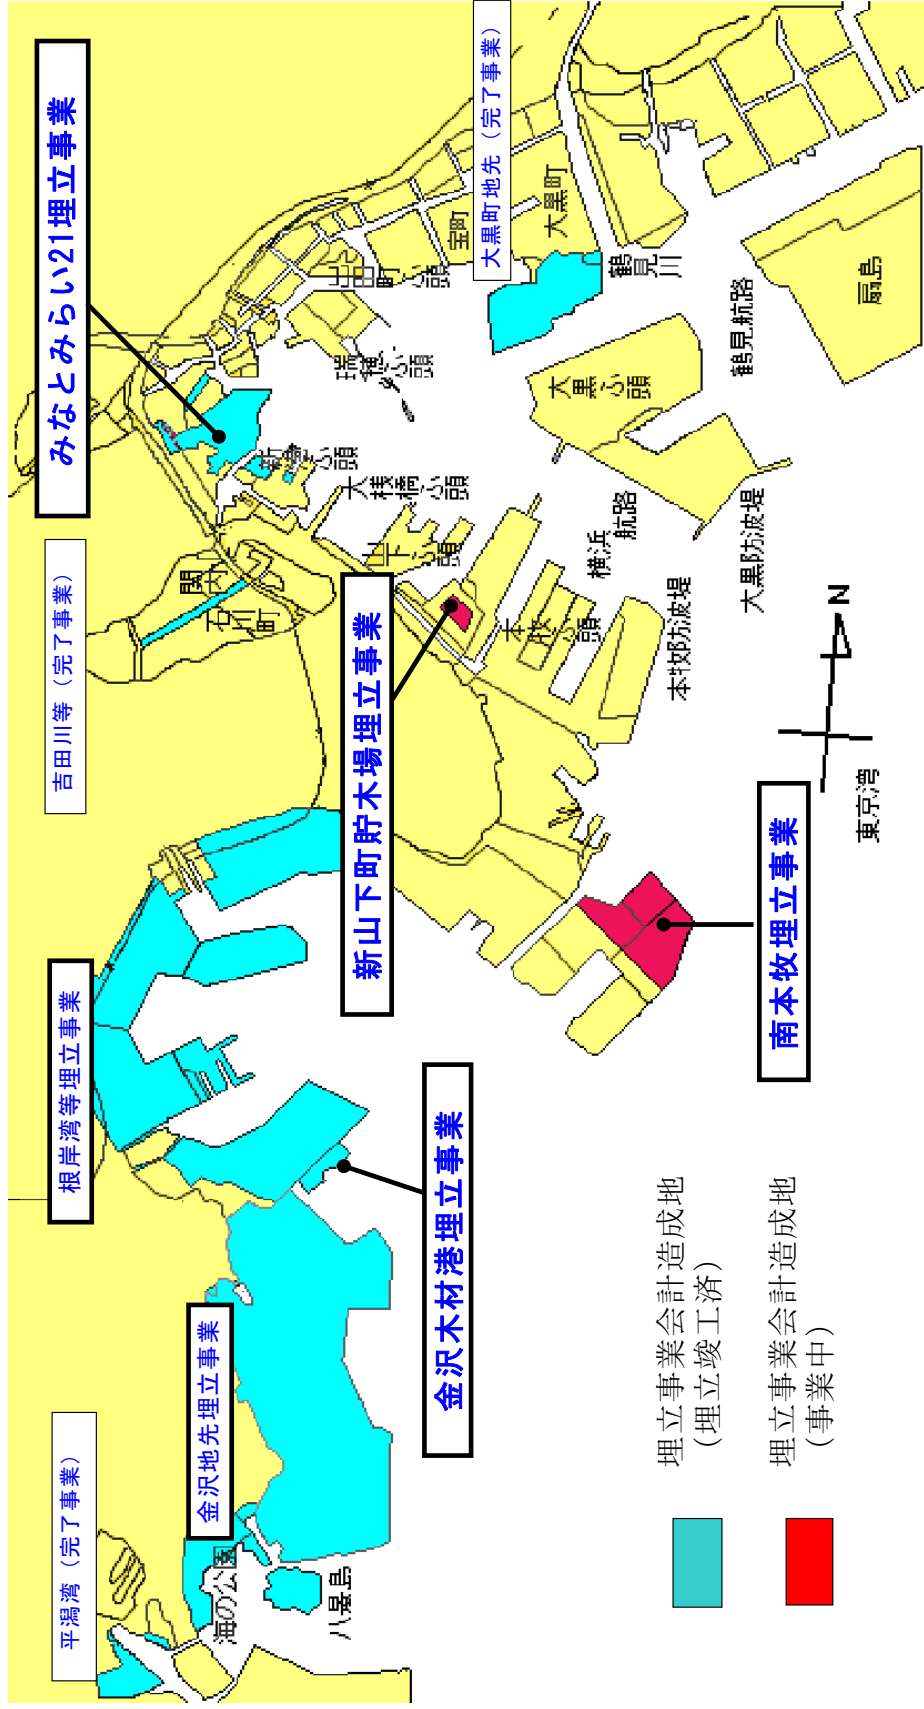 平潟湾（完了事業）
金沢地先埋立事業
根岸湾等埋立事業
吉田川等（完了事業）
みなとみらい21埋立事業
大黒町地先（完了事業）
新山下町貯木場埋立事業
金沢木材港埋立事業
南本牧埋立事業
海の公園
八景島
関内
石川町
新港ふ頭
大桟橋ふ頭
山下ふ頭
瑞穂ふ頭
山田町ふ頭
宝町
大黒町
鶴見川
大黒ふ頭
鶴見航路
扇島
本牧ふ頭
横浜
航路
本牧防波堤
大黒防波堤
N
東京湾
埋立事業会計造成地
(埋立竣工済)
埋立事業会計造成地
(事業中)